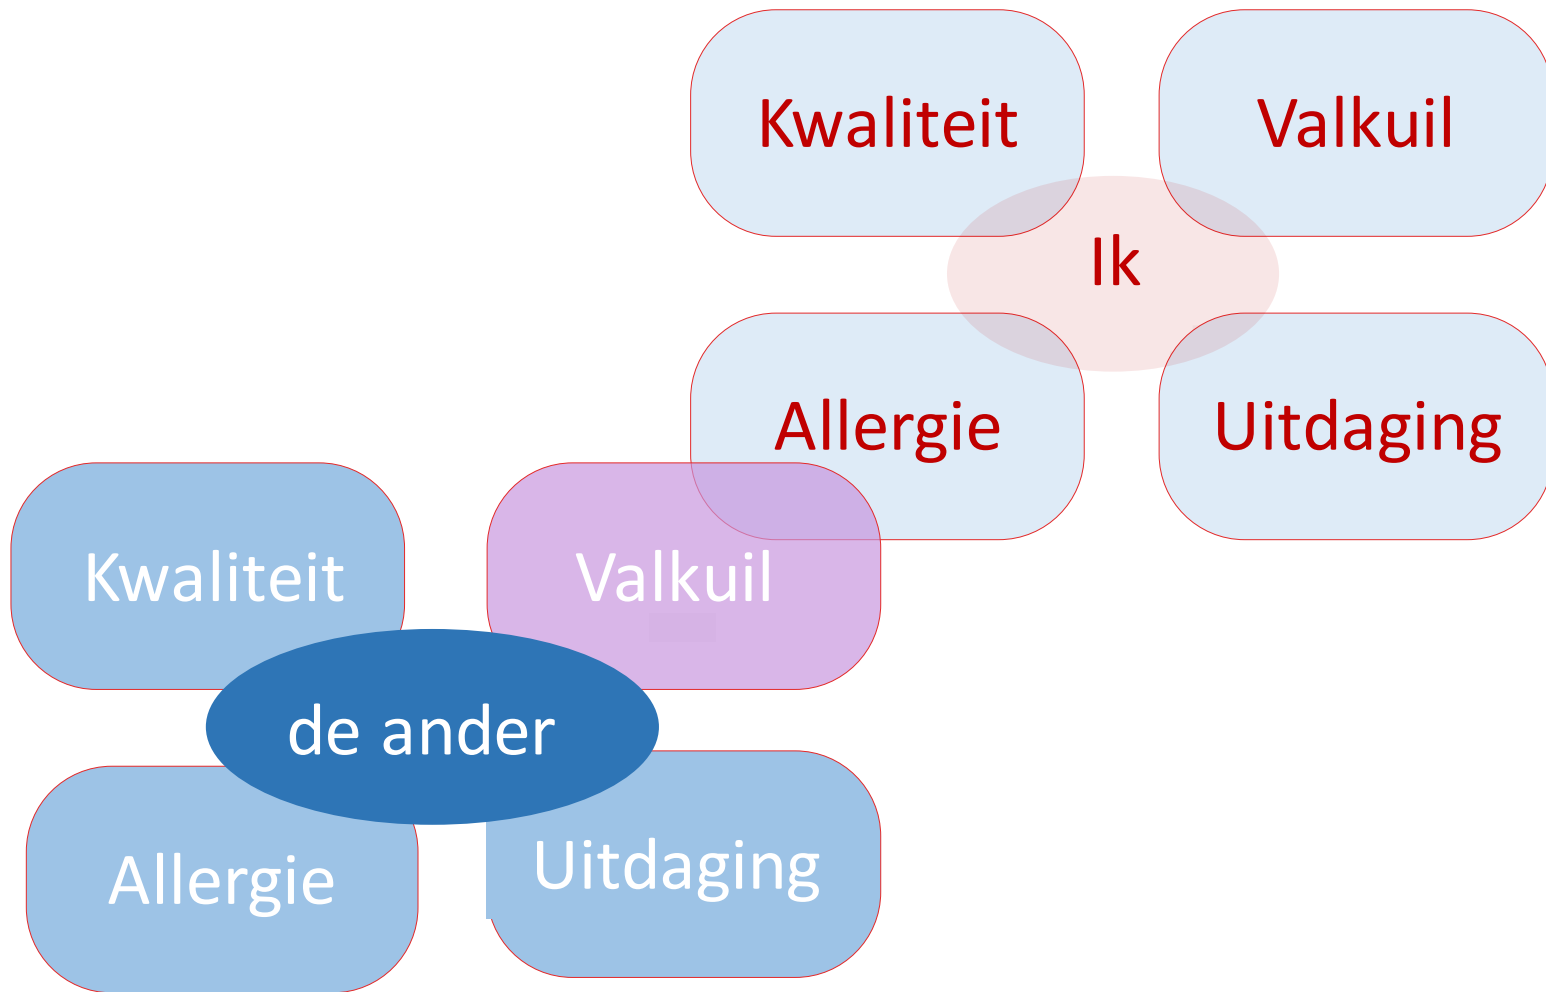 Kwaliteit
Valkuil
Ik
Allergie
Uitdaging
Kwaliteit
Valkuil
de ander
Allergie
Uitdaging